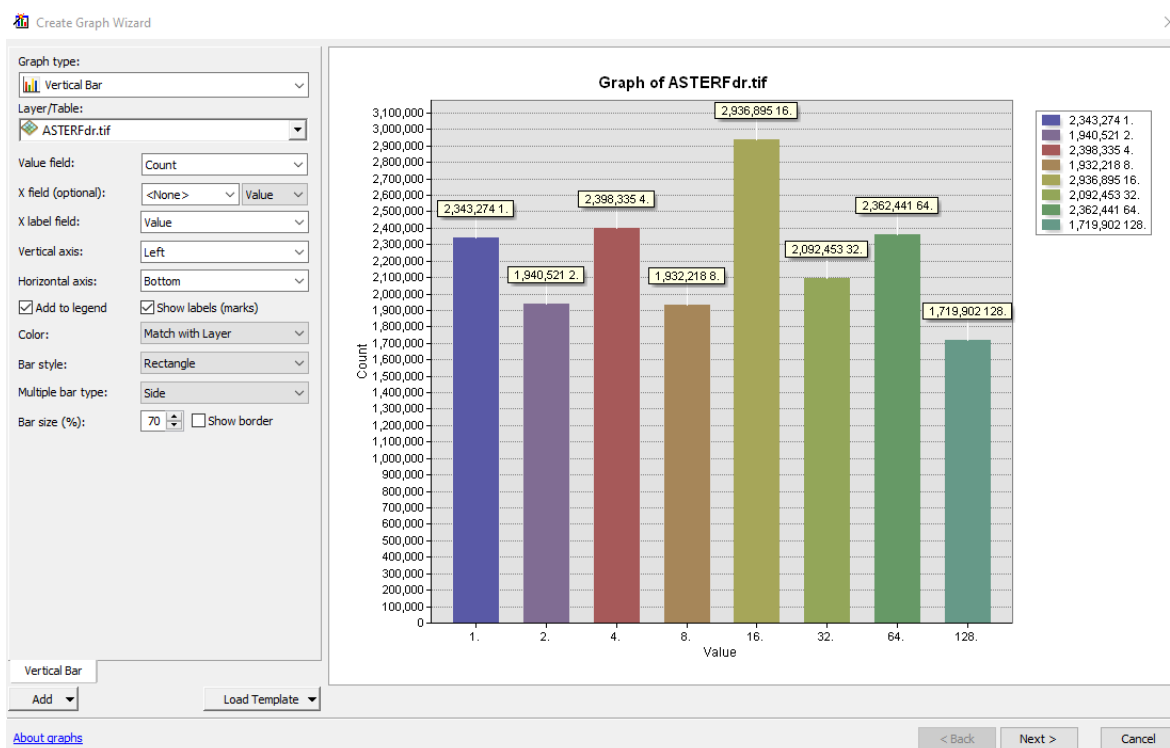 Create Graph Wizard
Graph type:
Vertical Bar
Layer/Table:
ASTERFdr.tif
Value field:
Count
X field (optional):
<None>
Value
X label field:
Value
Vertical axis:
Left
Horizontal axis:
Bottom
Add to legend
Show labels (marks)
Color:
Match with Layer
Bar style:
Rectangle
Multiple bar type:
Side
Bar size (%):
70
Show border
Vertical Bar
Add
Load Template
About graphs
Graph of ASTERFdr.tif
3,100,000
3,000,000
2,900,000
2,800,000
2,700,000
2,600,000
2,500,000
2,400,000
2,300,000
2,200,000
2,100,000
2,000,000
1,900,000
1,800,000
1,700,000
1,600,000
1,500,000
1,400,000
1,300,000
1,200,000
1,100,000
1,000,000
900,000
800,000
700,000
600,000
500,000
400,000
300,000
200,000
100,000
0
Count
2,343,274 1.
1,940,521 2.
2,398,335 4.
1,932,218 8.
2,936,895 16.
2,092,453 32.
2,362,441 64.
1,719,902 128.
1. 2. 4. 8. 16. 32. 64. 128.
Value
2,343,274 1.
1,940,521 2.
2,398,335 4.
1,932,218 8.
2,936,895 16.
2,092,453 32.
2,362,441 64.
1,719,902 128.
< Back
Next >
Cancel